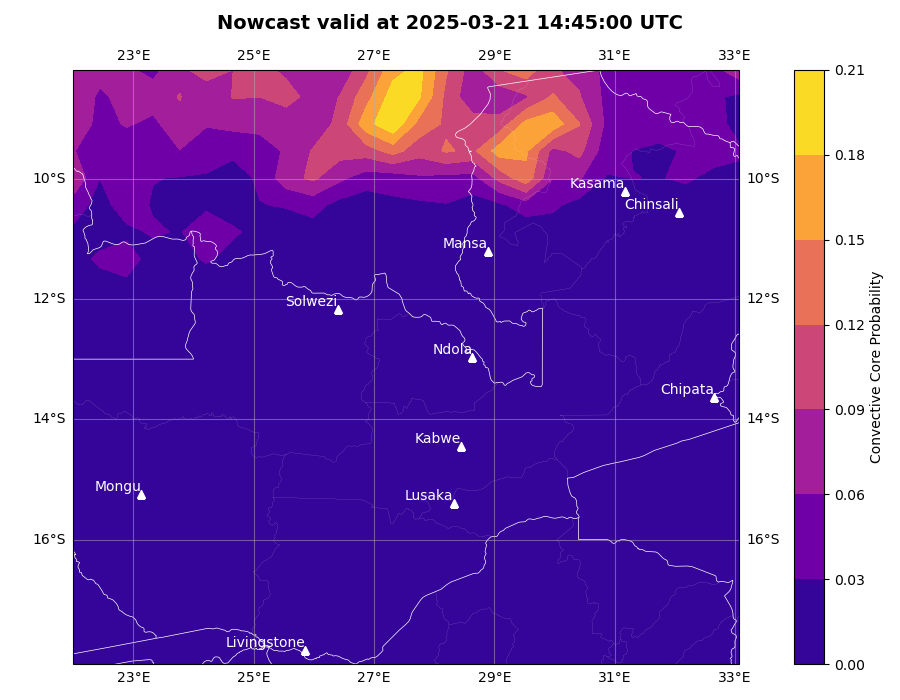 Nowcast valid at 2025-03-21 14:45:00 UTC
23°E 25°E 27°E 29°E 31°E 33°E
0.21
0.18
10°S Kasama 10°S
Chinsali
0.15
Mansa
12°S Solwezi 12°S
0.12
Ndola
Chipata
0.09
14°S 14°S
Kabwe
Mongu
Lusaka
0.06
16°S 16°S
0.03
Livingstone
0.00
23°E 25°E 27°E 29°E 31°E 33°E
Convective Core Probability